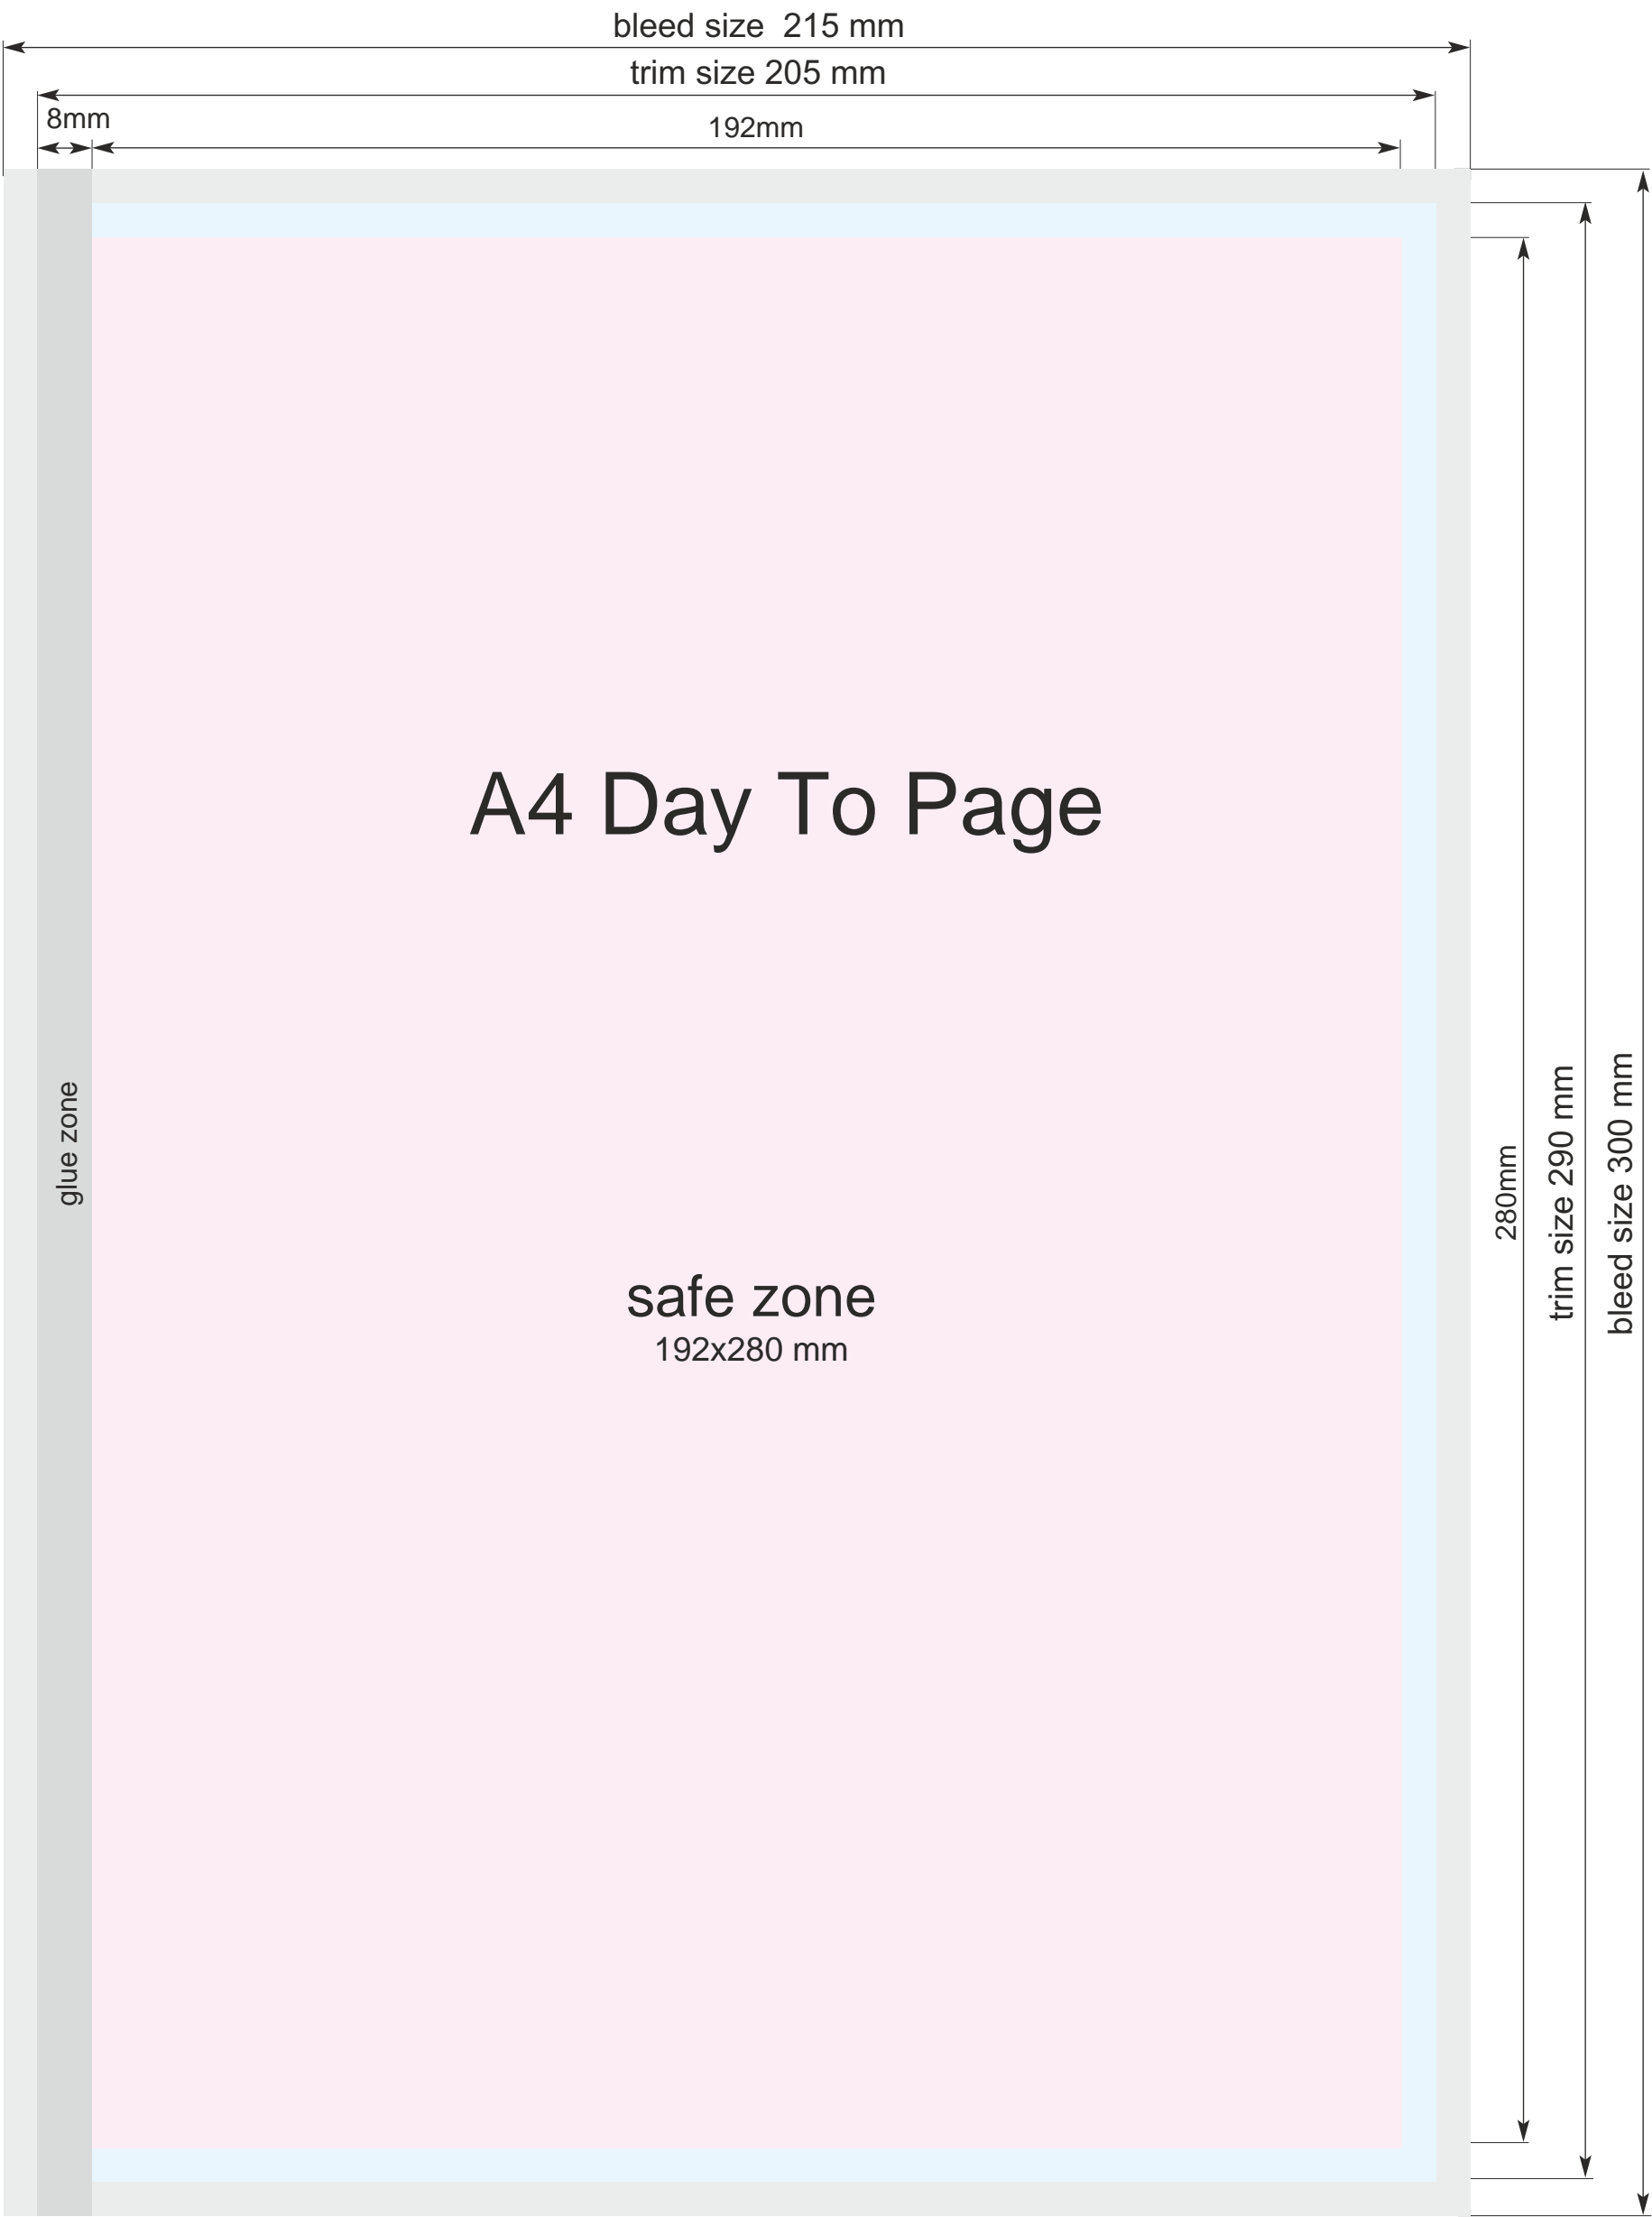 bleed size  215 mm
trim size 205 mm
8mm
192mm
A4 Day To Page
glue zone
safe zone
192x280 mm
280mm
trim size 290 mm
bleed size 300 mm